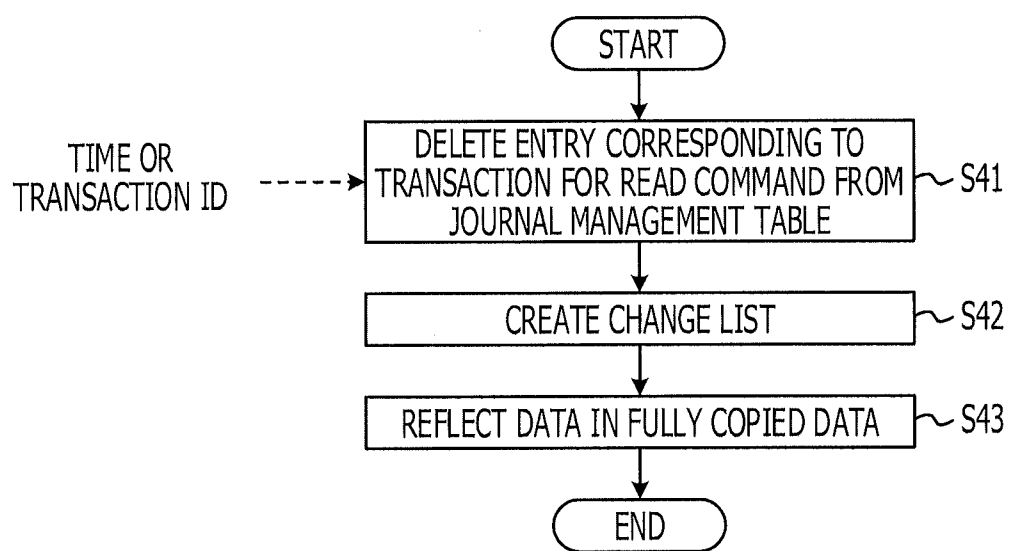 START
TIME OR
TRANSACTION ID
DELETE ENTRY CORRESPONDING TO
TRANSACTION FOR READ COMMAND FROM
JOURNAL MANAGEMENT TABLE
S41
CREATE CHANGE LIST
S42
REFLECT DATA IN FULLY COPIED DATA
S43
END